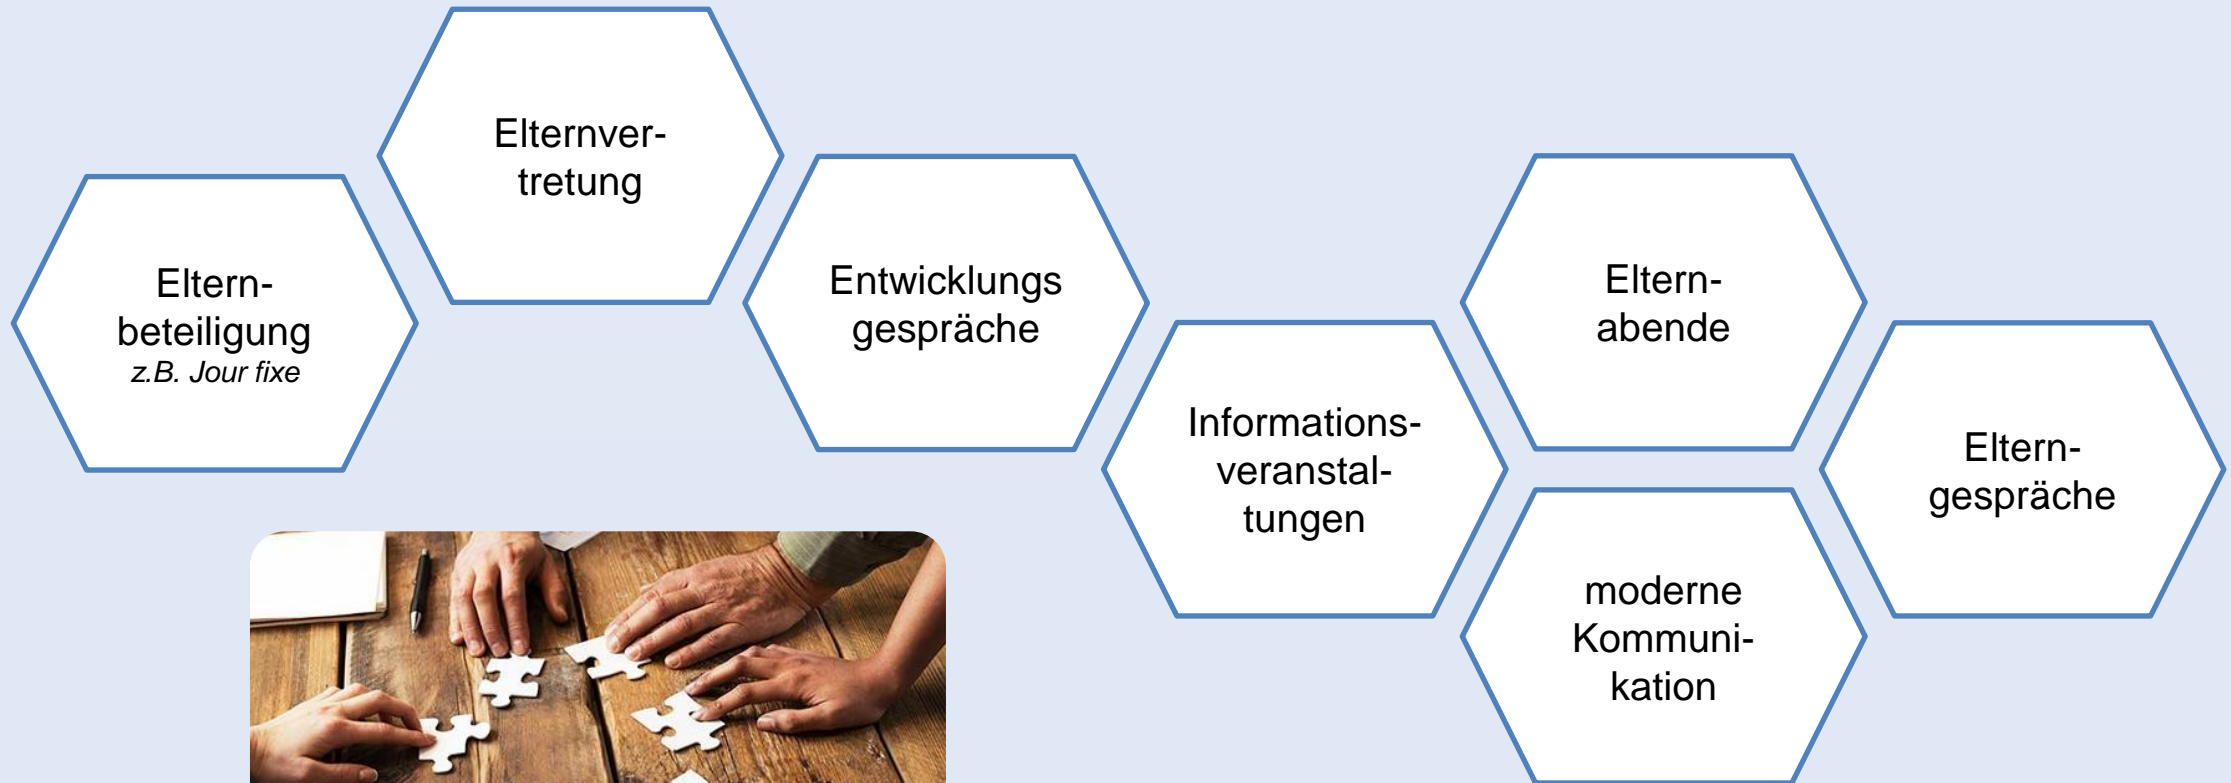 Eltern-
beteiligung
z.B. Jour fixe
Elternver-
tretung
Entwicklungs
gespräche
Informations-
veranstal-
tungen
Eltern-
abende
moderne
Kommuni-
kation
Eltern-
gespräche